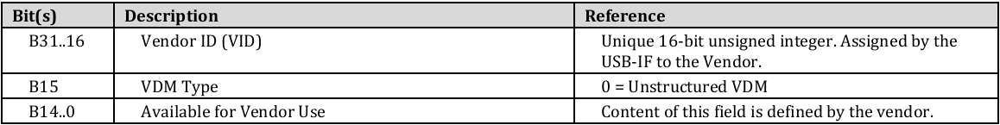 Bit(s) Description Reference
B31..16 Vendor ID (VID) Unique 16-bit unsigned integer. Assigned by the
USB-IF to the Vendor.
B15 VDM Type 0 = Unstructured VDM
B14..0 Available for Vendor Use Content of this field is defined by the vendor.